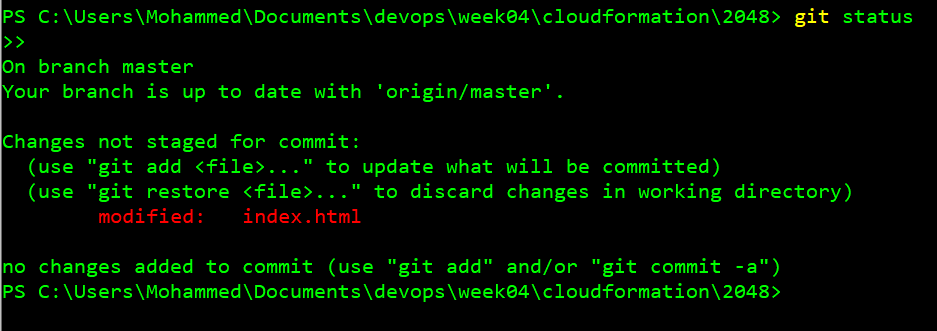 PS C:\Users\Mohammed\Documents\devops\week04\cloudformation\2048> git status
>>
On branch master
Your branch is up to date with 'origin/master'.
Changes not staged for commit:
  (use "git add <file>..." to update what will be committed)
  (use "git restore <file>..." to discard changes in working directory)
        modified:   index.html
no changes added to commit (use "git add" and/or "git commit -a")
PS C:\Users\Mohammed\Documents\devops\week04\cloudformation\2048>